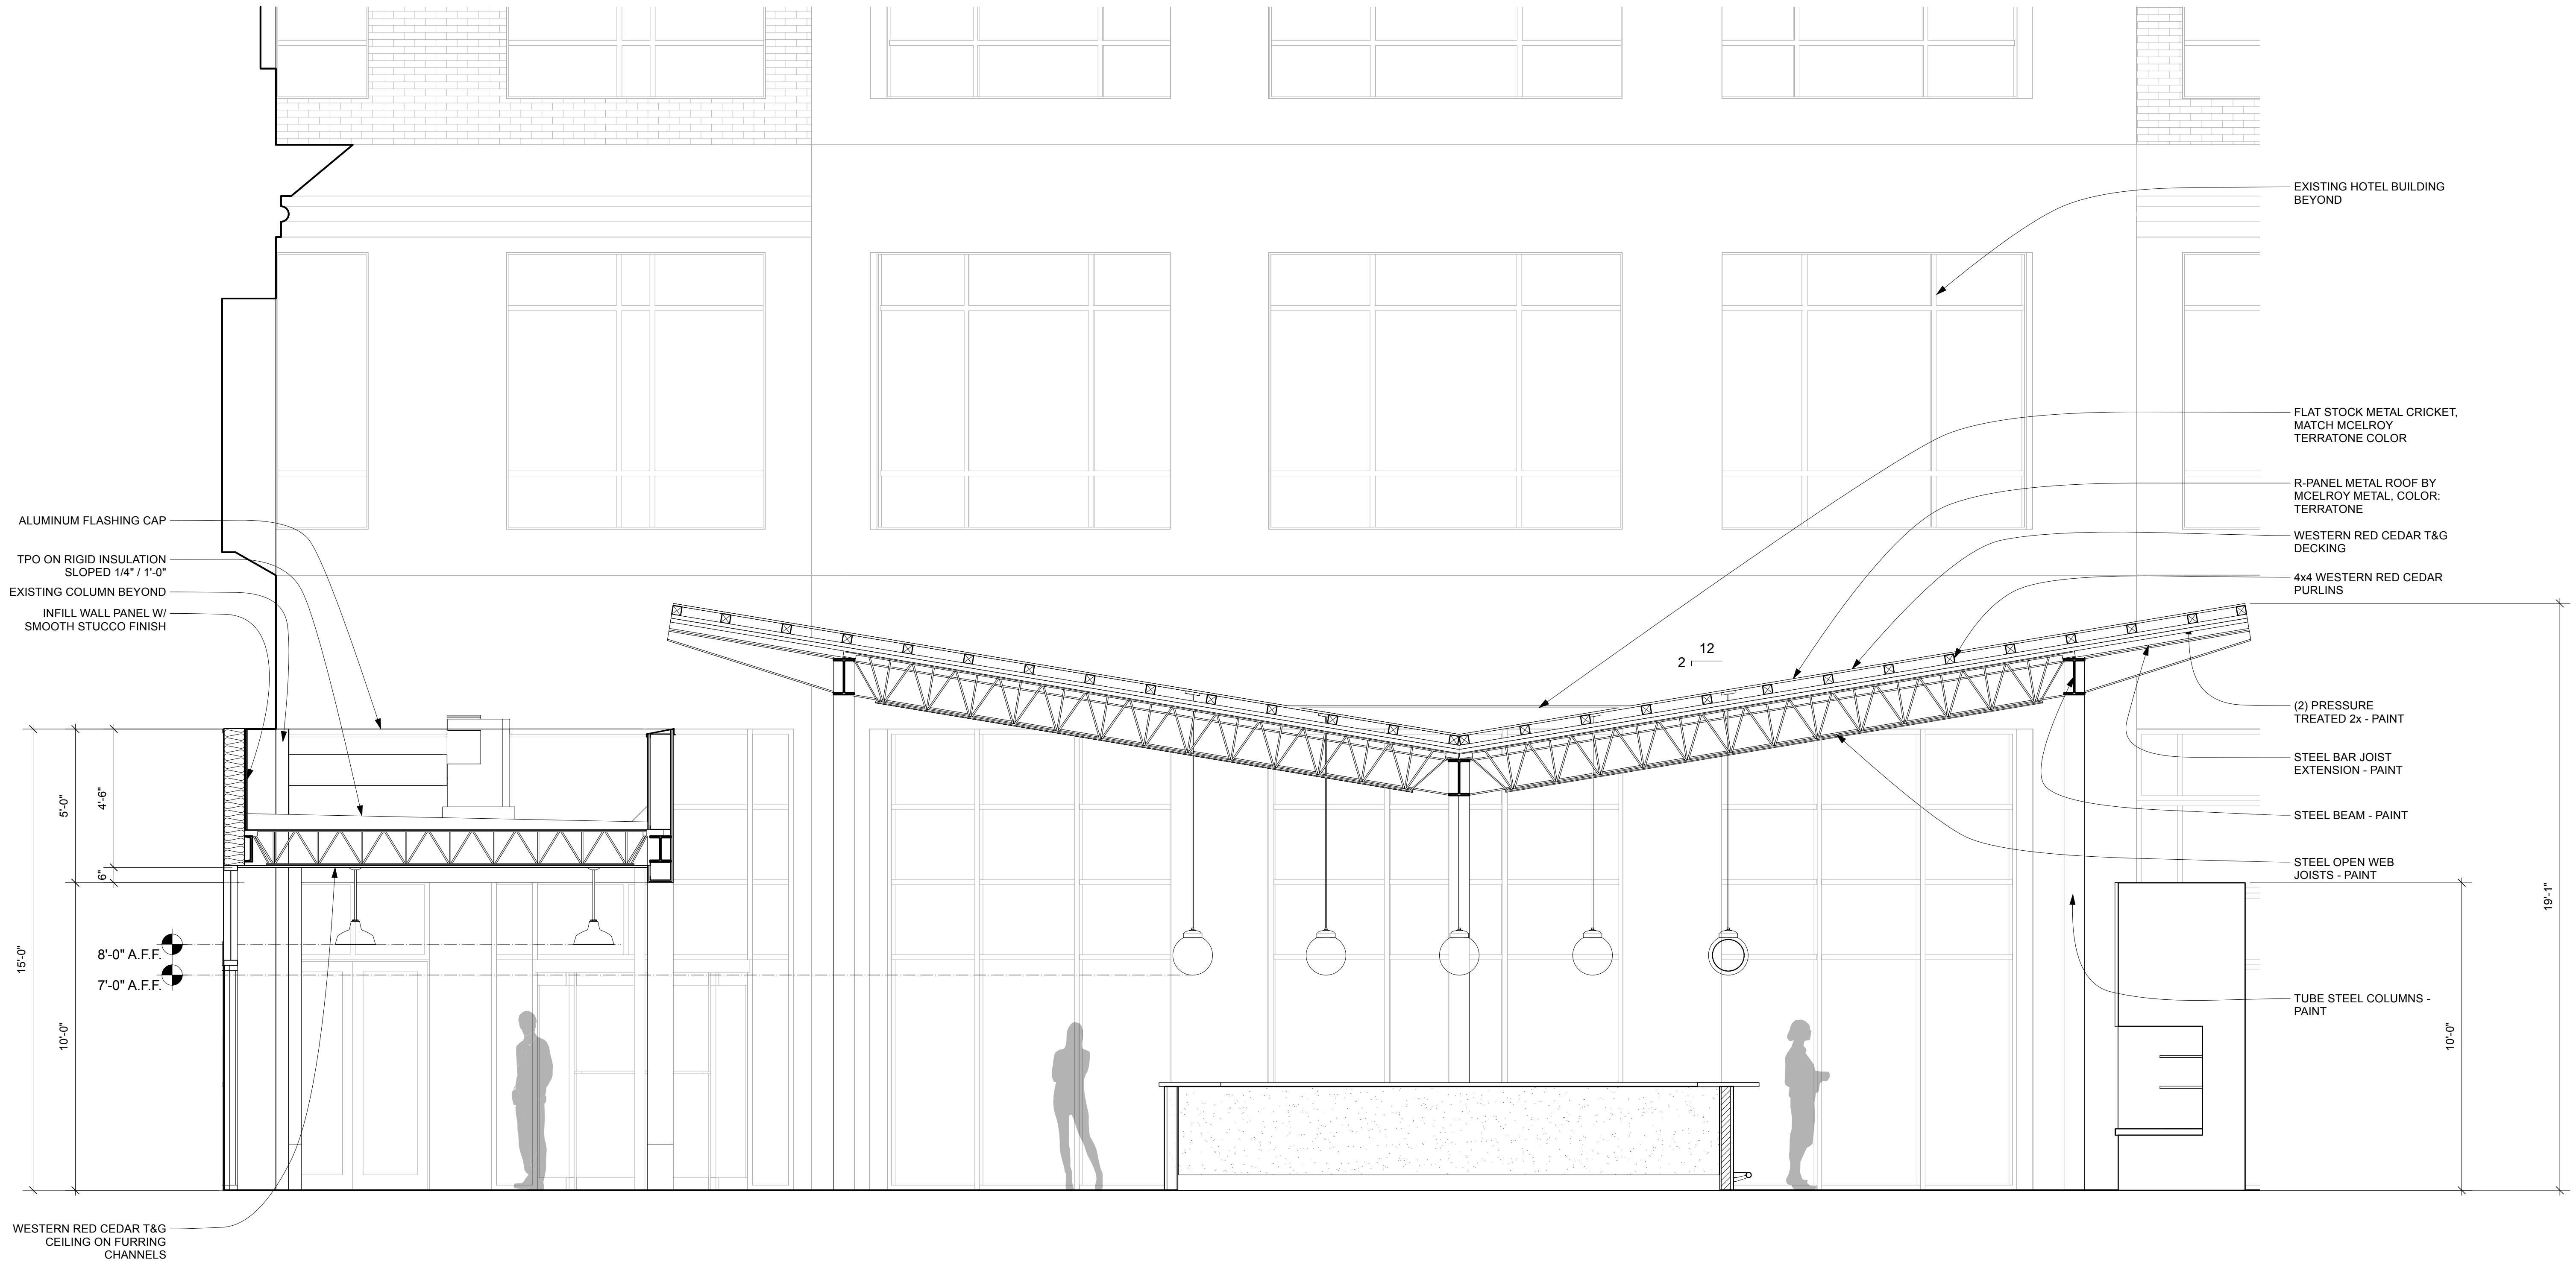 EXISTING HOTEL BUILDING
BEYOND
FLAT STOCK METAL CRICKET,
MATCH MCELROY
TERRATONE COLOR
R-PANEL METAL ROOF BY
MCELROY METAL, COLOR:
TERRATONE
WESTERN RED CEDAR T&G
DECKING
4x4 WESTERN RED CEDAR
PURLINS
(2) PRESSURE
TREATED 2x - PAINT
STEEL BAR JOIST
EXTENSION - PAINT
STEEL BEAM - PAINT
STEEL OPEN WEB
JOISTS - PAINT
TUBE STEEL COLUMNS -
PAINT
ALUMINUM FLASHING CAP
TPO ON RIGID INSULATION
SLOPED 1/4" / 1'-0"
EXISTING COLUMN BEYOND
INFILL WALL PANEL W/
SMOOTH STUCCO FINISH
12
2
5'-0"
4'-6"
6"
15'-0"
10'-0"
8'-0" A.F.F.
7'-0" A.F.F.
19'-1"
10'-0"
WESTERN RED CEDAR T&G
CEILING ON FURRING
CHANNELS